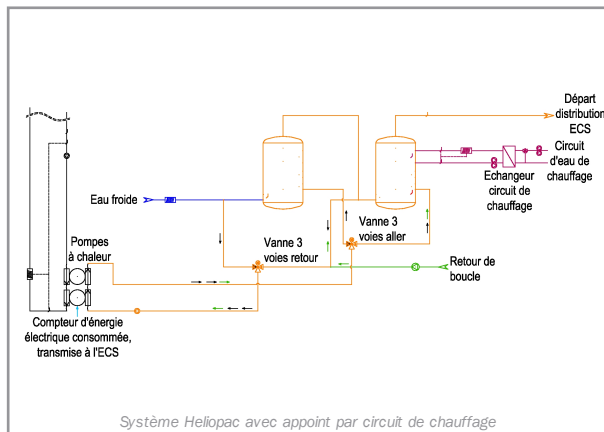 Départ
distribution
ECS
Circuit
d'eau de
chauffage
Echangeur
circuit de
chauffage
Eau froide
Vanne 3
voies aller
Vanne 3
voies retour
Pompes
à chaleur
Retour de
boucle
Compteur d'énergie
électrique consommée,
transmise à l'ECS
Système Heliopac avec appoint par circuit de chauffage